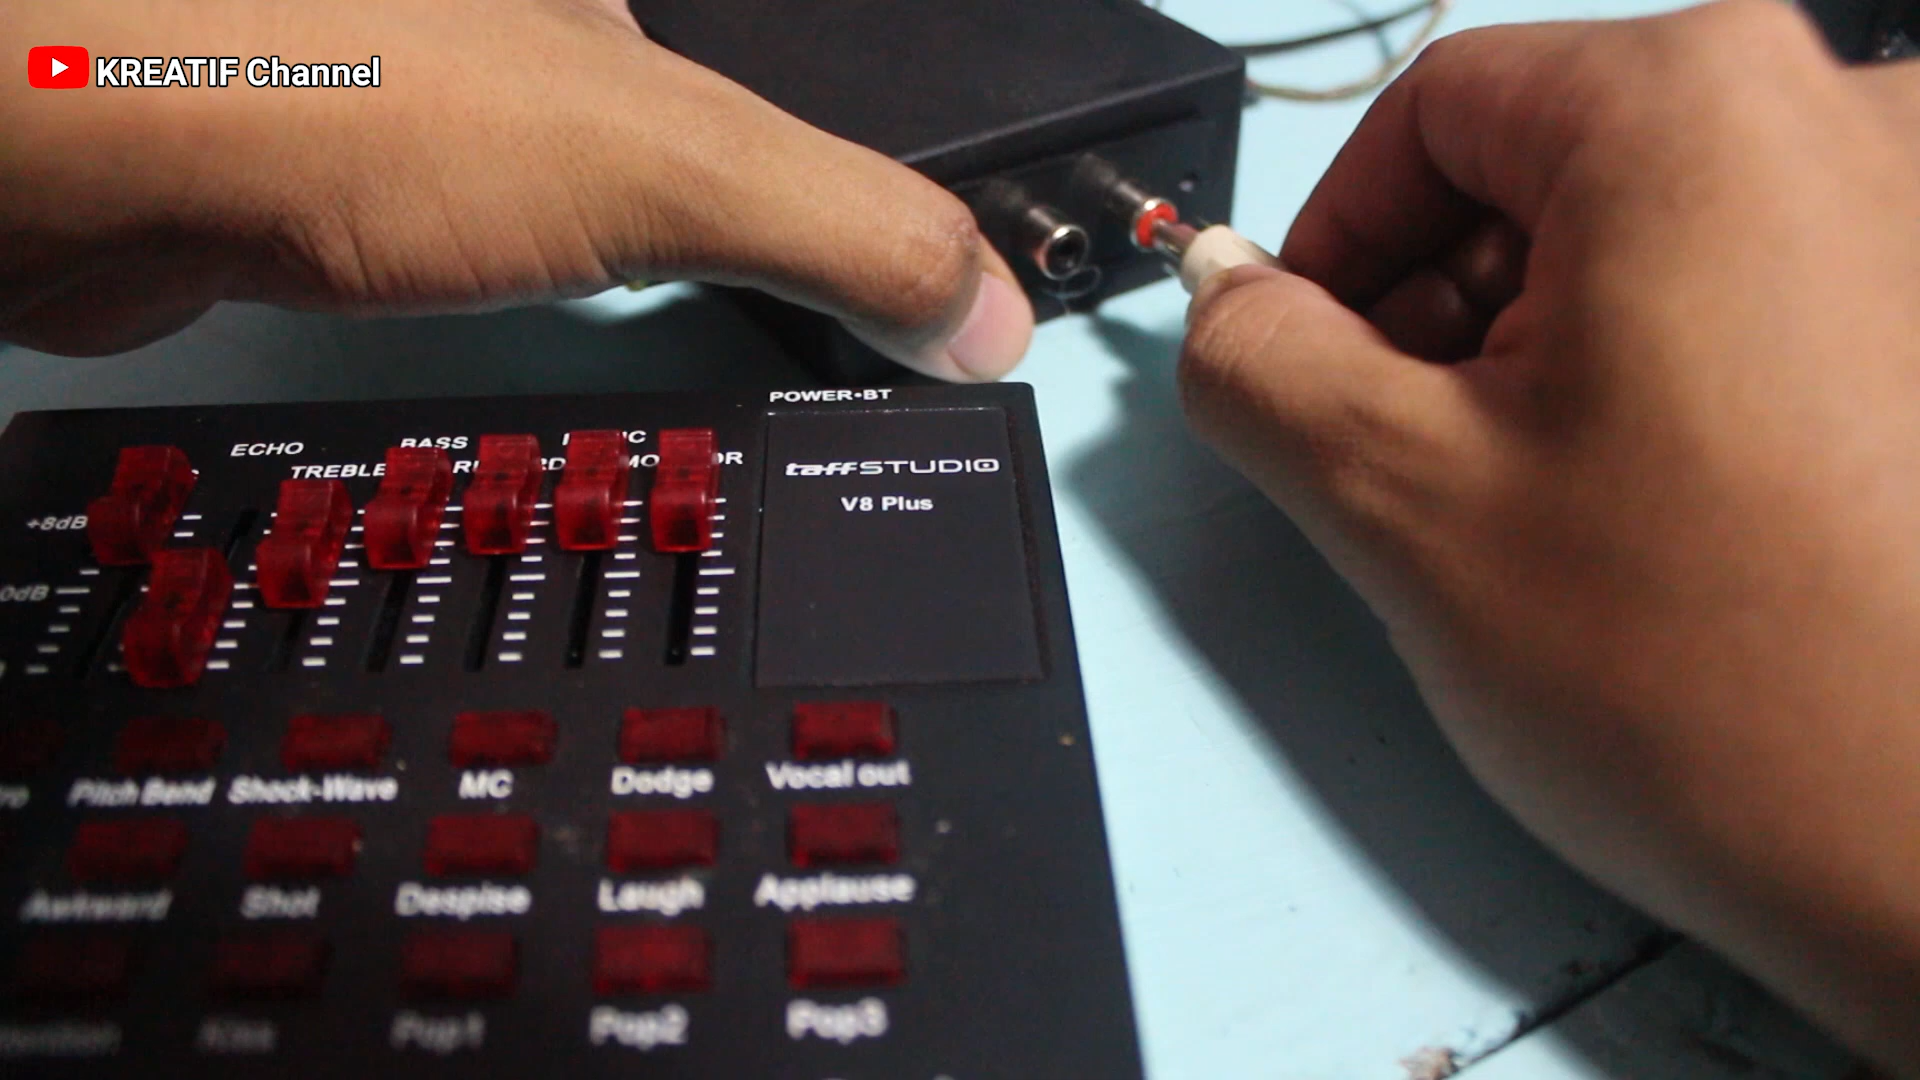 KREATIF Channel
POWER•BT
ECHO
BASS
TREBLE
taffSTUDIO
V8 Plus
+8dB
0dB
Pitch Bend
Shock-Wave
MC
Dodge
Vocal out
Awkward
Shot
Despise
Laugh
Applause
Pop1
Pop2
Pop3